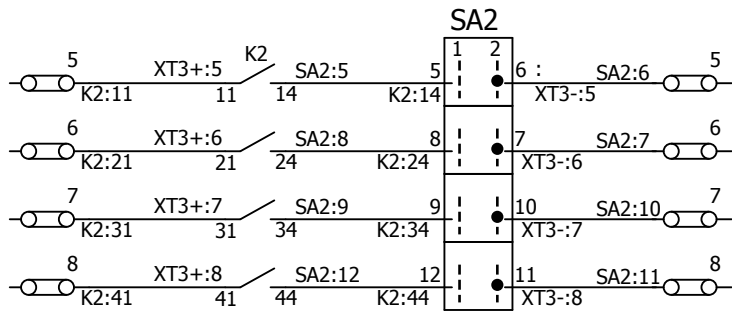 SA2
1 2
5 XT3+:5 K2 SA2:5 5 6 : SA2:6 5
K2:11 11 14 K2:14 XT3-:5
6 XT3+:6 SA2:8 8 7 SA2:7 6
K2:21 21 24 K2:24 XT3-:6
7 XT3+:7 SA2:9 9 10 SA2:10 7
K2:31 31 34 K2:34 XT3-:7
8 XT3+:8 SA2:12 12 11 SA2:11 8
K2:41 41 44 K2:44 XT3-:8